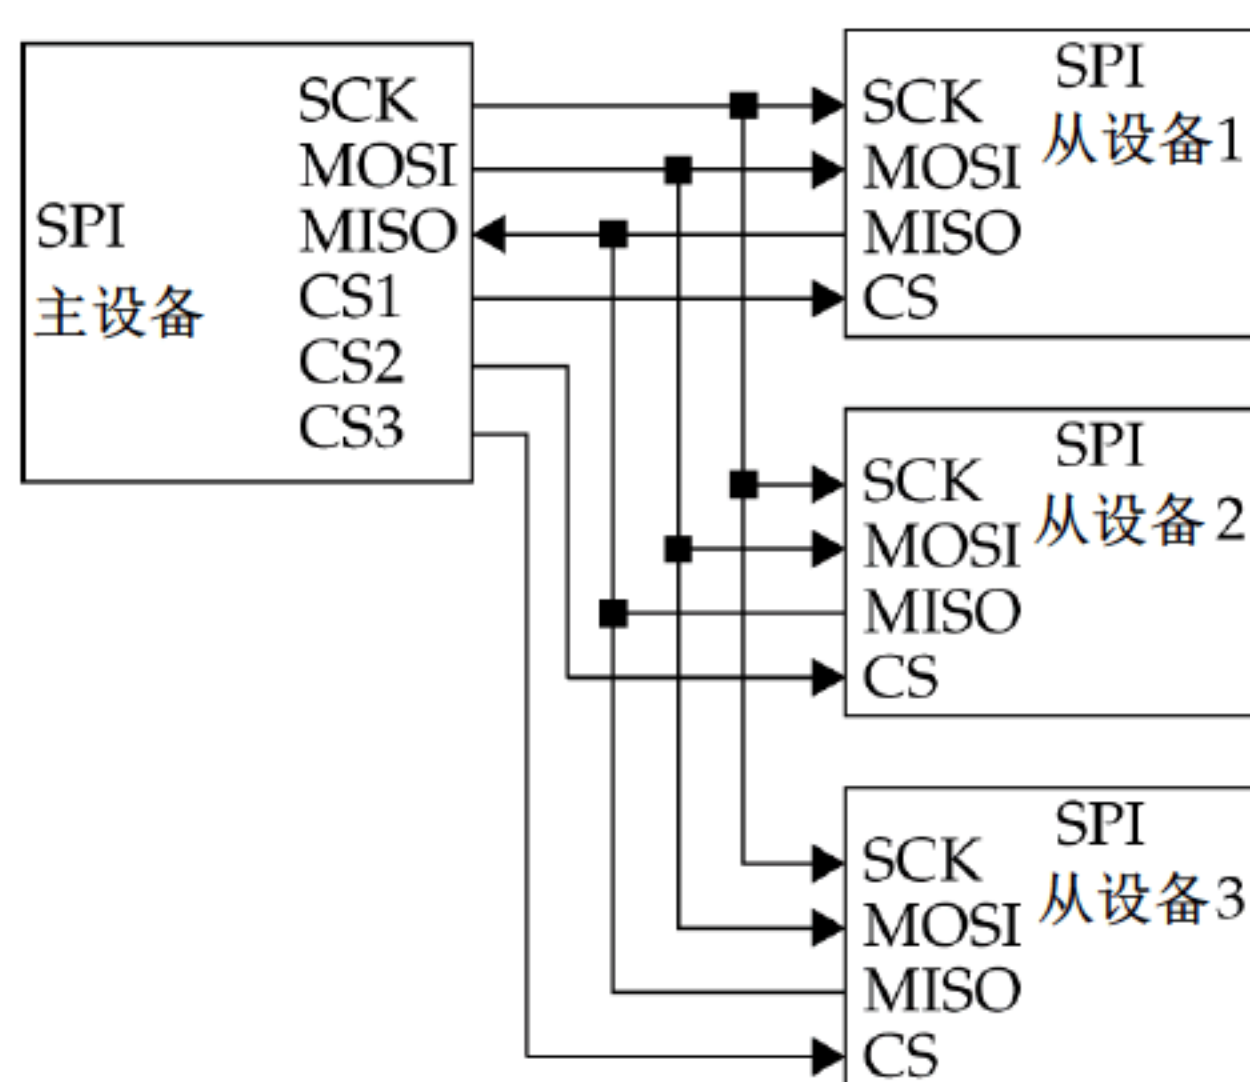 SPI
主设备
SCK
MOSI
MISO
CS1
CS2
CS3
SPI
从设备1
SCK
MOSI
MISO
CS
SPI
从设备2
SCK
MOSI
MISO
CS
SPI
从设备3
SCK
MOSI
MISO
CS